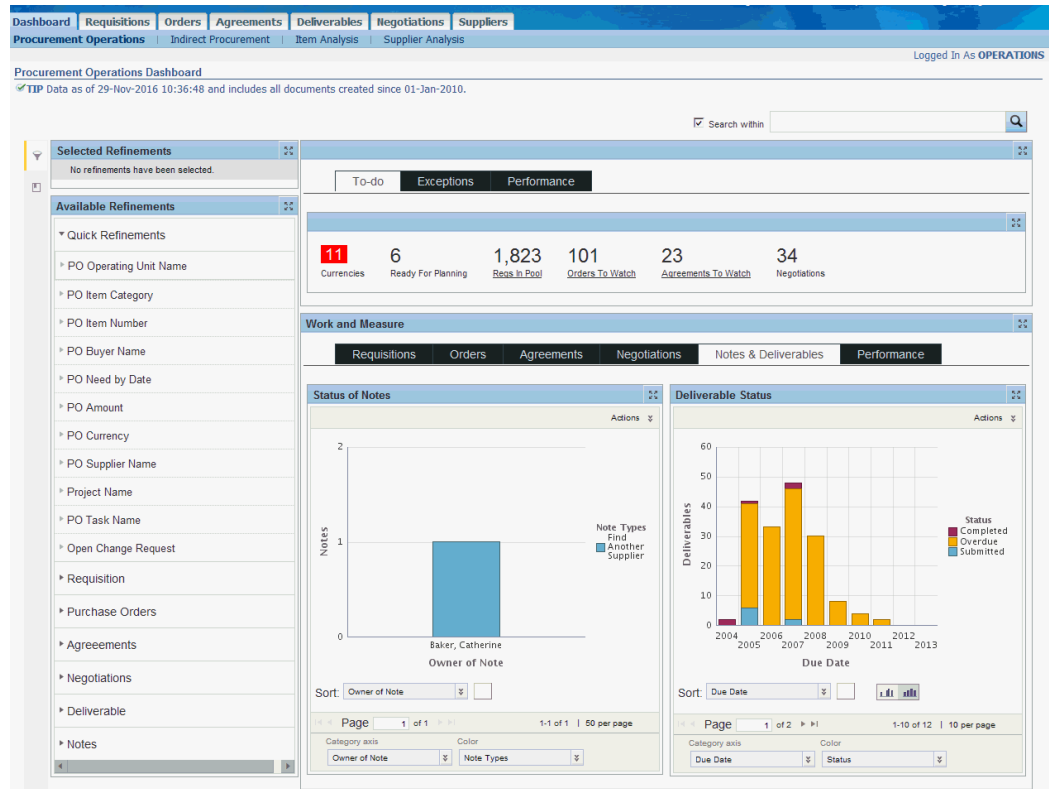 Dashboard Requisitions Orders Agreements Deliverables Negotiations Suppliers
Procurement Operations | Indirect Procurement | Item Analysis | Supplier Analysis
Logged In As OPERATIONS
Procurement Operations Dashboard
TIP Data as of 29-Nov-2016 10:36:48 and includes all documents created since 01-Jan-2010.
Search within
Selected Refinements
No refinements have been selected.
Available Refinements
Quick Refinements
PO Operating Unit Name
PO Item Category
PO Item Number
PO Buyer Name
PO Need by Date
PO Amount
PO Currency
PO Supplier Name
Project Name
PO Task Name
Open Change Request
Requisition
Purchase Orders
Agreeements
Negotiations
Deliverable
Notes
To-do Exceptions Performance
11 6 1,823 101 23 34
Currencies Ready For Planning Reqs In Pool Orders To Watch Agreements To Watch Negotiations
Work and Measure
Requisitions Orders Agreements Negotiations Notes & Deliverables Performance
Status of Notes
Actions
2
1
0
Notes
Baker, Catherine
Owner of Note
Note Types
Find
Another
Supplier
Sort: Owner of Note
Page 1 of 1 1-1 of 1 | 50 per page
Category axis Color
Owner of Note Note Types
Deliverable Status
Actions
60
50
40
30
20
10
0
Deliverables
2004 2006 2008 2010 2012
2005 2007 2009 2011 2013
Due Date
Status
Completed
Overdue
Submitted
Sort: Due Date
Page 1 of 2 1-10 of 12 | 10 per page
Category axis Color
Due Date Status